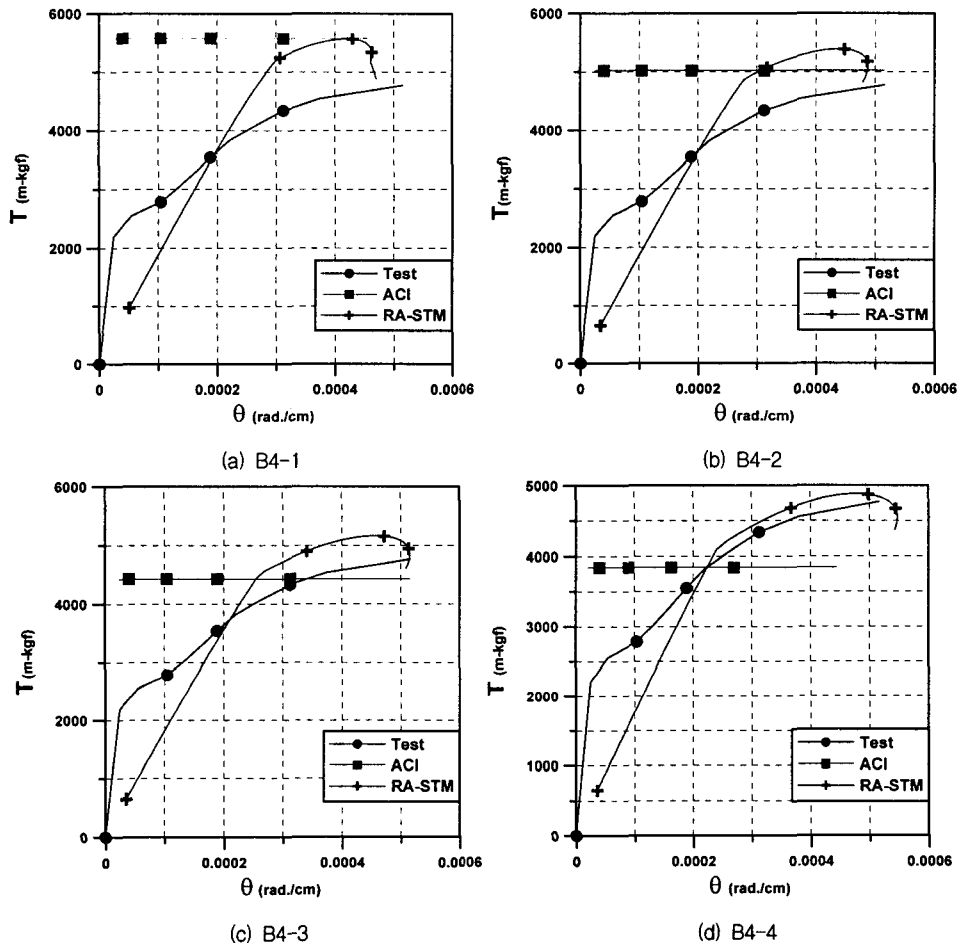 6000
4000
2000
0
T (m-kgf)
Test
ACI
RA-STM
0
0.0002
0.0004
0.0006
θ (rad./cm)
(a) B4-1
6000
4000
2000
0
T (m-kgf)
Test
ACI
RA-STM
0
0.0002
0.0004
0.0006
θ (rad./cm)
(b) B4-2
6000
4000
2000
0
T (m-kgf)
Test
ACI
RA-STM
0
0.0002
0.0004
0.0006
θ (rad./cm)
(c) B4-3
5000
4000
3000
2000
1000
0
T (m-kgf)
Test
ACI
RA-STM
0
0.0002
0.0004
0.0006
θ (rad./cm)
(d) B4-4